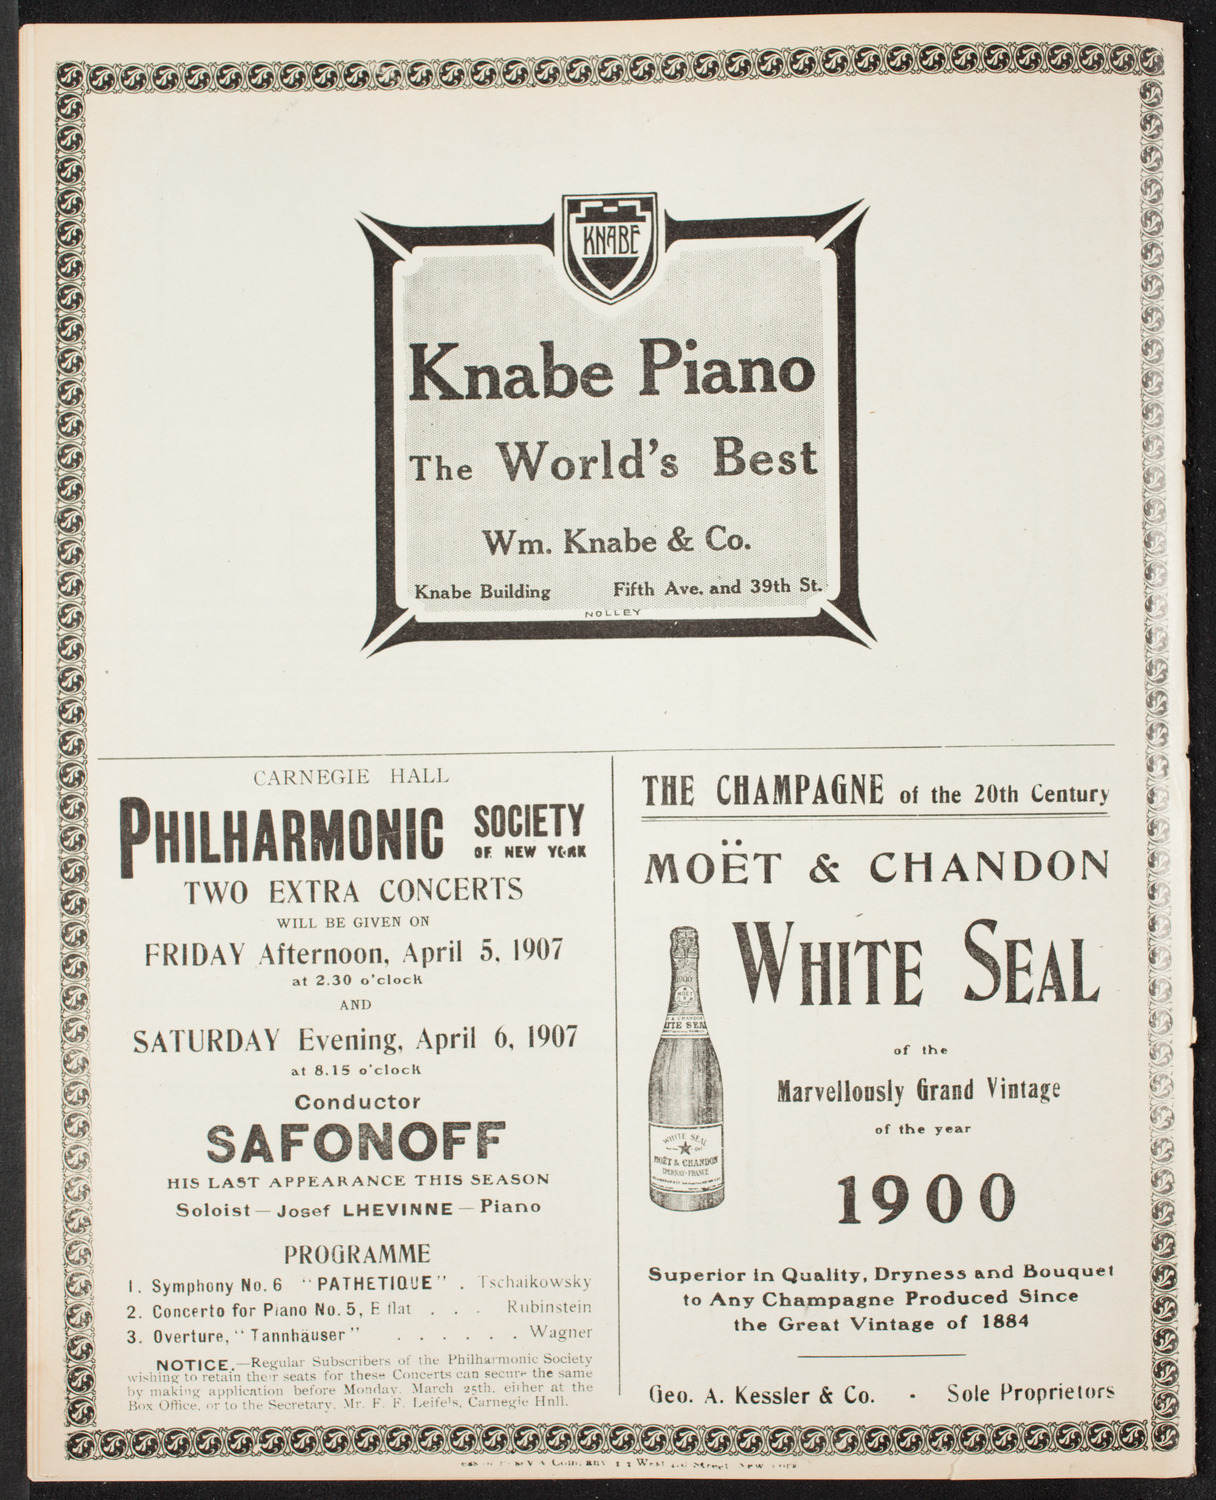 KNABE
Knabe Piano
The World's Best
Wm. Knabe & Co.
Knabe Building Fifth Ave. and 39th St.
NOLLEY
CARNEGIE HALL
PHILHARMONIC SOCIETY
OF NEW YORK
TWO EXTRA CONCERTS
WILL BE GIVEN ON
FRIDAY Afternoon, April 5, 1907
at 2.30 o'clock
AND
SATURDAY Evening, April 6, 1907
at 8.15 o'clock
Conductor
SAFONOFF
HIS LAST APPEARANCE THIS SEASON
Soloist — Josef LHEVINNE — Piano
PROGRAMME
1. Symphony No. 6 "PATHETIQUE" . Tschaikowsky
2. Concerto for Piano No. 5, E flat . . . Rubinstein
3. Overture, "Tannhäuser" . . . . . . Wagner
NOTICE.—Regular Subscribers of the Philharmonic Society
wishing to retain their seats for these Concerts can secure the same
by making application before Monday, March 25th, either at the
Box Office, or to the Secretary, Mr. F. F. Leifels, Carnegie Hall.
THE CHAMPAGNE of the 20th Century
MOËT & CHANDON
WHITE SEAL
1900
WHITE SEAL
MOËT & CHANDON
EPERNAY-FRANCE
of the
Marvellously Grand Vintage
of the year
1900
Superior in Quality, Dryness and Bouquet
to Any Champagne Produced Since
the Great Vintage of 1884
Geo. A. Kessler & Co. · Sole Proprietors
Company West Street New York